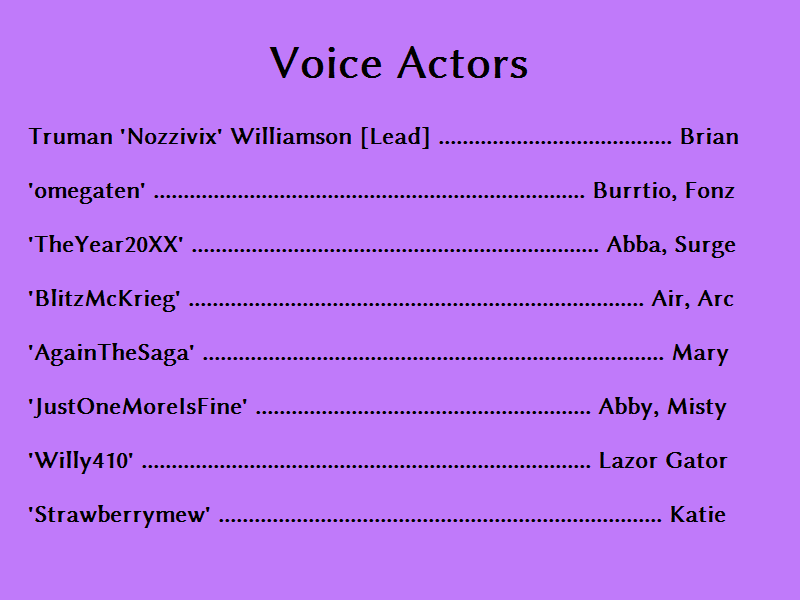 Voice Actors
Truman 'Nozzivix' Williamson [Lead] ....................................... Brian
'omegaten' ........................................................................ Burrtio, Fonz
'TheYear20XX' .................................................................... Abba, Surge
'BlitzMcKrieg' ............................................................................ Air, Arc
'AgainTheSaga' ............................................................................. Mary
'JustOneMoreIsFine' ........................................................ Abby, Misty
'Willy410' ........................................................................... Lazor Gator
'Strawberrymew' .......................................................................... Katie